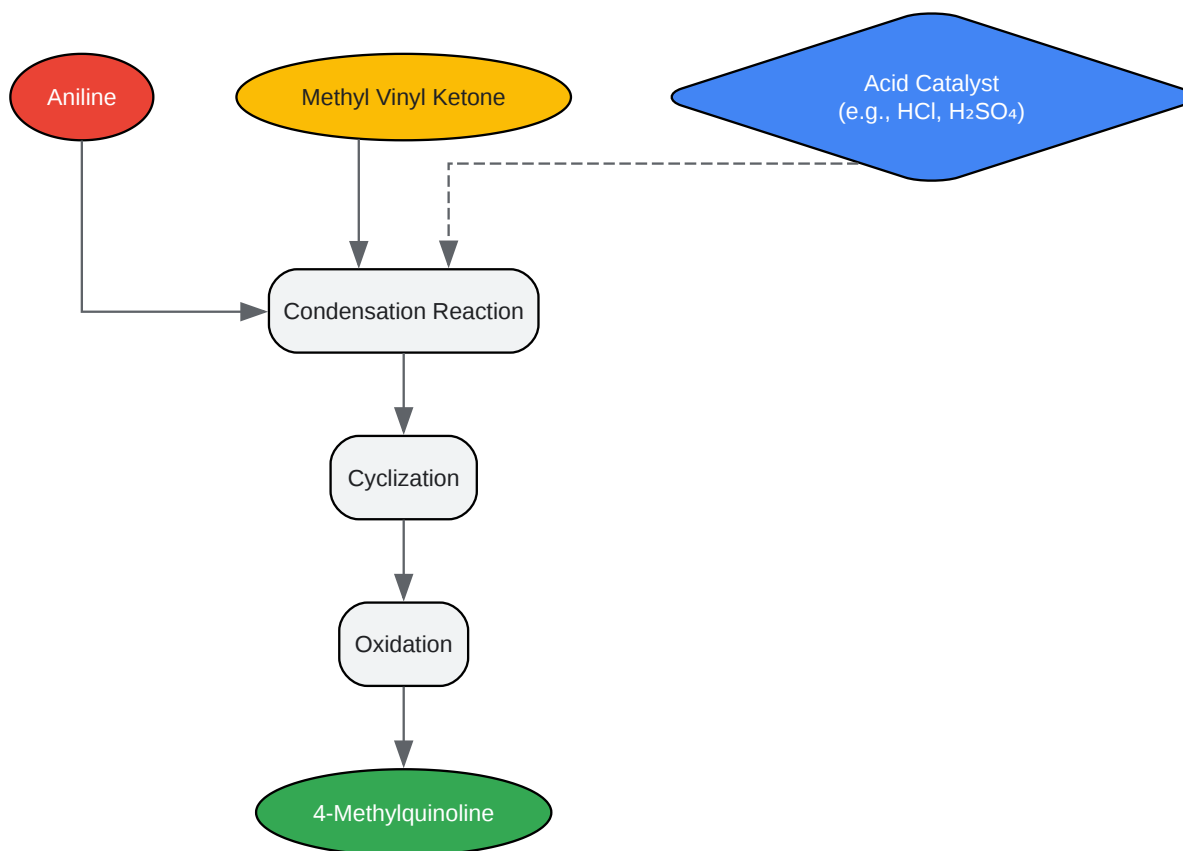 Aniline
Methyl Vinyl Ketone
Acid Catalyst
(e.g., HCl, H₂SO₄)
Condensation Reaction
Cyclization
Oxidation
4-Methylquinoline